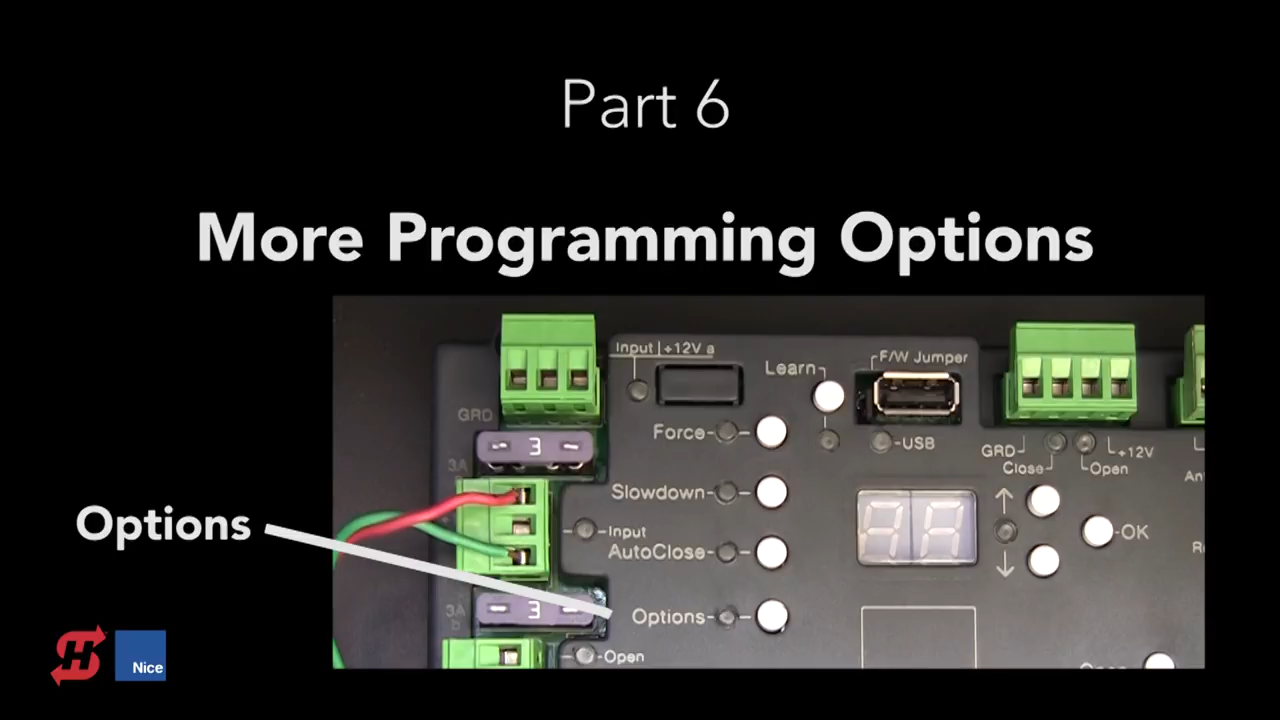 Part 6
More Programming Options
Input
+12V a
F/W Jumper
Learn
GRD
3
Force
USB
GRD
+12V
3A
Close
Open
Slowdown
Options
Input
OK
AutoClose
3A
3
Options
Open
H
Nice